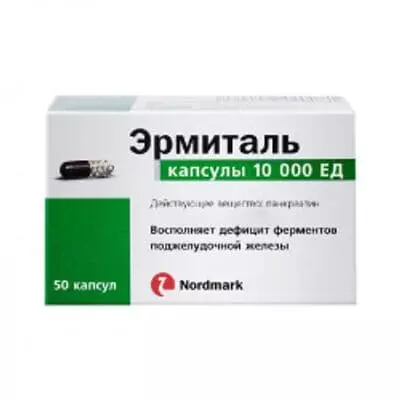 Эрмиталь
капсулы 10 000 ЕД
Действующее вещество: панкреатин
Восполняет дефицит ферментов
поджелудочной железы
50 капсул
Nordmark